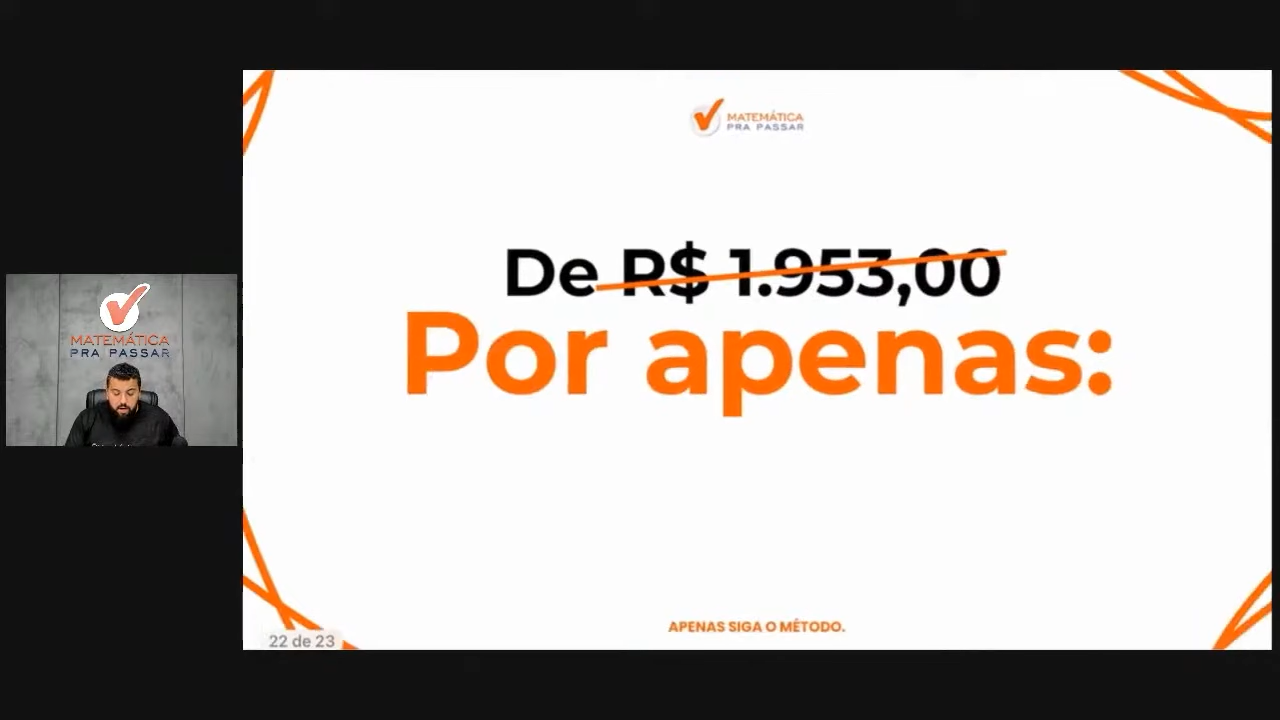 MATEMÁTICA
PRA PASSAR
MATEMÁTICA
PRA PASSAR
De R$ 1.953,00
Por apenas:
APENAS SIGA O MÉTODO.
22 de 23